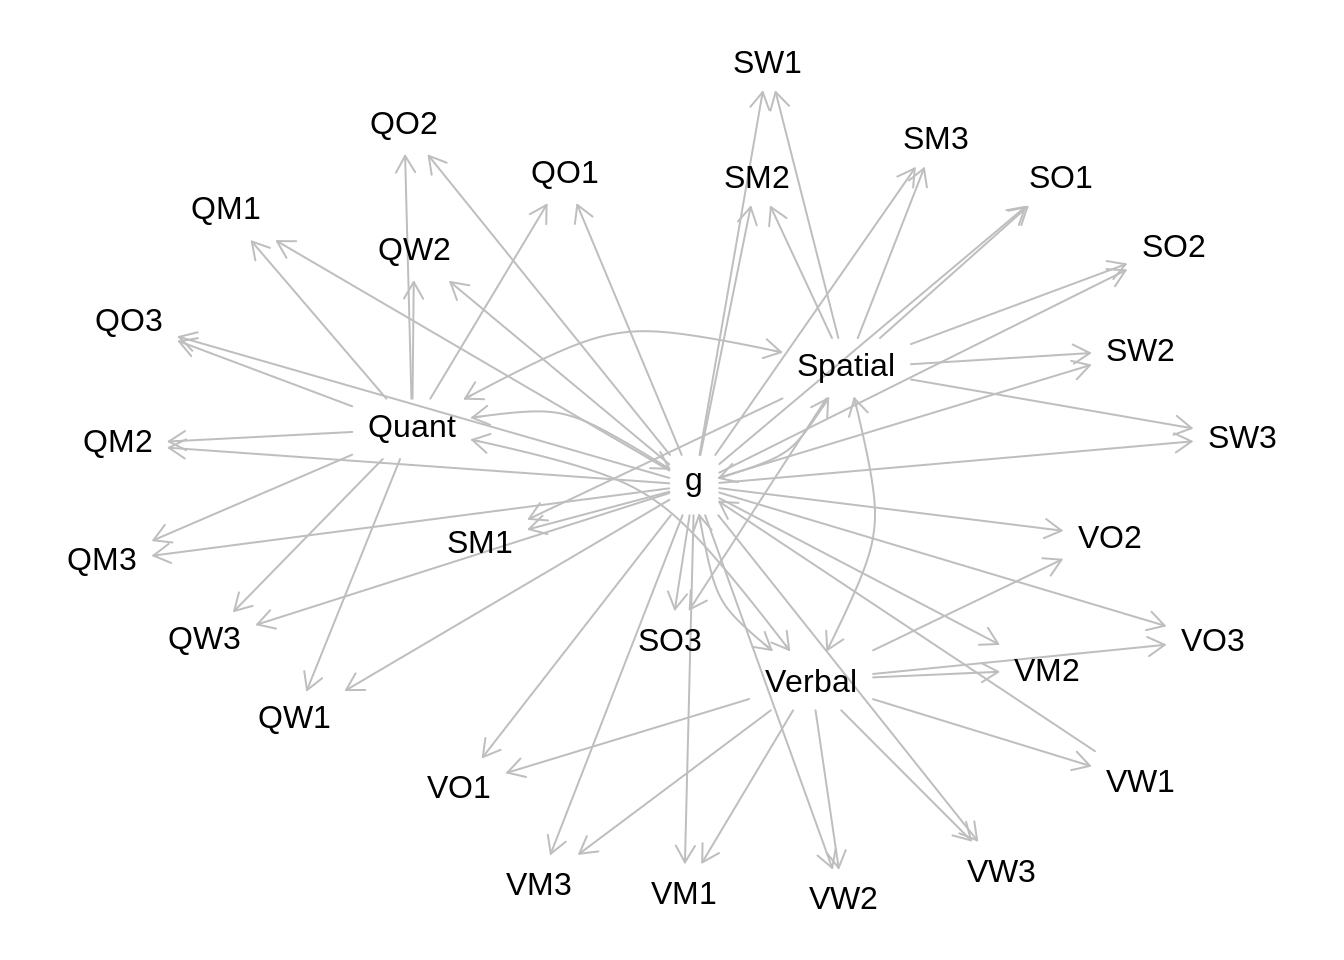 SW1
QO2
SM3
QO1
SM2
SO1
QM1
QW2
SO2
QO3
SW2
Spatial
Quant
SW3
QM2
g
VO2
SM1
QM3
QW3
SO3
VO3
VM2
Verbal
QW1
VW1
VO1
VW3
VM3
VM1
VW2